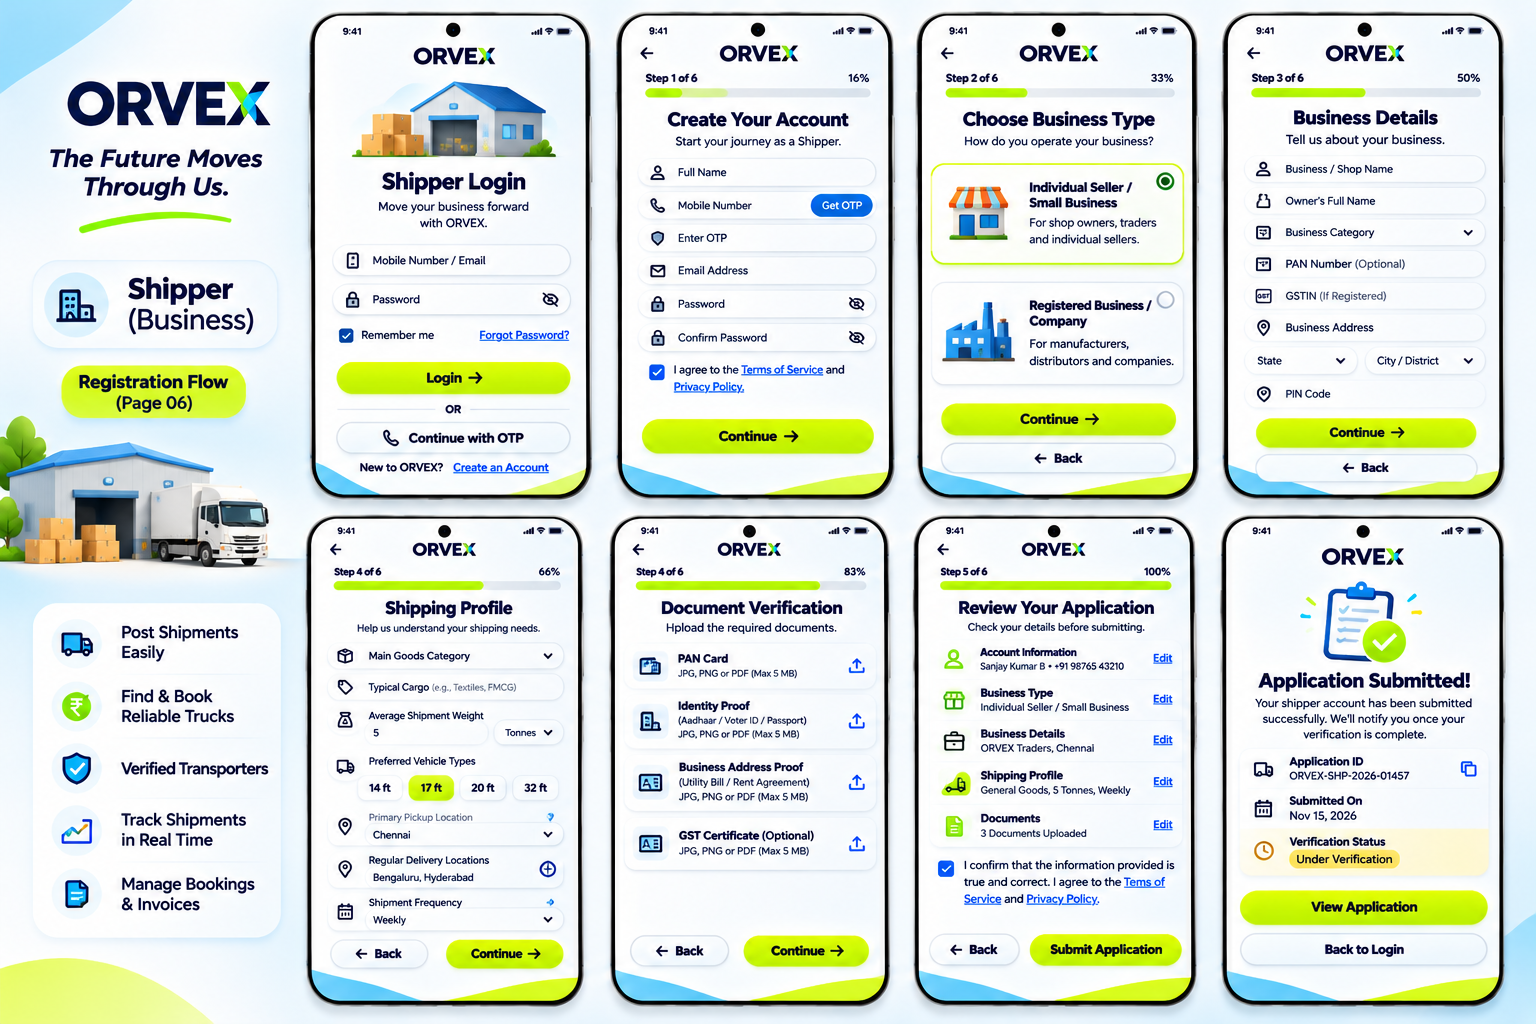 ORVEX
The Future Moves
Through Us.
Shipper
(Business)
Registration Flow
(Page 06)
Post Shipments
Easily
Find & Book
Reliable Trucks
Verified Transporters
Track Shipments
in Real Time
Manage Bookings
& Invoices
9:41
ORVEX
Shipper Login
Move your business forward
with ORVEX.
Mobile Number / Email
Password
Remember me Forgot Password?
Login →
OR
Continue with OTP
New to ORVEX? Create an Account
9:41
ORVEX
Step 1 of 6 16%
Create Your Account
Start your journey as a Shipper.
Full Name
Mobile Number Get OTP
Enter OTP
Email Address
Password
Confirm Password
I agree to the Terms of Service and
Privacy Policy.
Continue →
9:41
ORVEX
Step 2 of 6 33%
Choose Business Type
How do you operate your business?
Individual Seller /
Small Business
For shop owners, traders
and individual sellers.
Registered Business /
Company
For manufacturers,
distributors and companies.
Continue →
← Back
9:41
ORVEX
Step 3 of 6 50%
Business Details
Tell us about your business.
Business / Shop Name
Owner's Full Name
Business Category
PAN Number (Optional)
GST GSTIN (If Registered)
Business Address
State City / District
PIN Code
Continue →
← Back
9:41
ORVEX
Step 4 of 6 66%
Shipping Profile
Help us understand your shipping needs.
Main Goods Category
Typical Cargo (e.g., Textiles, FMCG)
Average Shipment Weight
5 Tonnes
Preferred Vehicle Types
14 ft 17 ft 20 ft 32 ft
Primary Pickup Location
Chennai
Regular Delivery Locations
Bengaluru, Hyderabad
Shipment Frequency
Weekly
← Back Continue →
9:41
ORVEX
Step 4 of 6 83%
Document Verification
Hpload the required documents.
PAN Card
JPG, PNG or PDF (Max 5 MB)
Identity Proof
(Aadhaar / Voter ID / Passport)
JPG, PNG or PDF (Max 5 MB)
Business Address Proof
(Utility Bill / Rent Agreement)
JPG, PNG or PDF (Max 5 MB)
GST Certificate (Optional)
JPG, PNG or PDF (Max 5 MB)
← Back Continue →
9:41
ORVEX
Step 5 of 6 100%
Review Your Application
Check your details before submitting.
Account Information
Sanjay Kumar B • +91 98765 43210 Edit
Business Type
Individual Seller / Small Business Edit
Business Details
ORVEX Traders, Chennai Edit
Shipping Profile
General Goods, 5 Tonnes, Weekly Edit
Documents
3 Documents Uploaded Edit
I confirm that the information provided is
true and correct. I agree to the Tems of
Service and Privacy Policy.
← Back Submit Application
9:41
ORVEX
Application Submitted!
Your shipper account has been submitted
successfully. We'll notify you once your
verification is complete.
Application ID
ORVEX-SHP-2026-01457
Submitted On
Nov 15, 2026
Verification Status
Under Verification
View Application
Back to Login